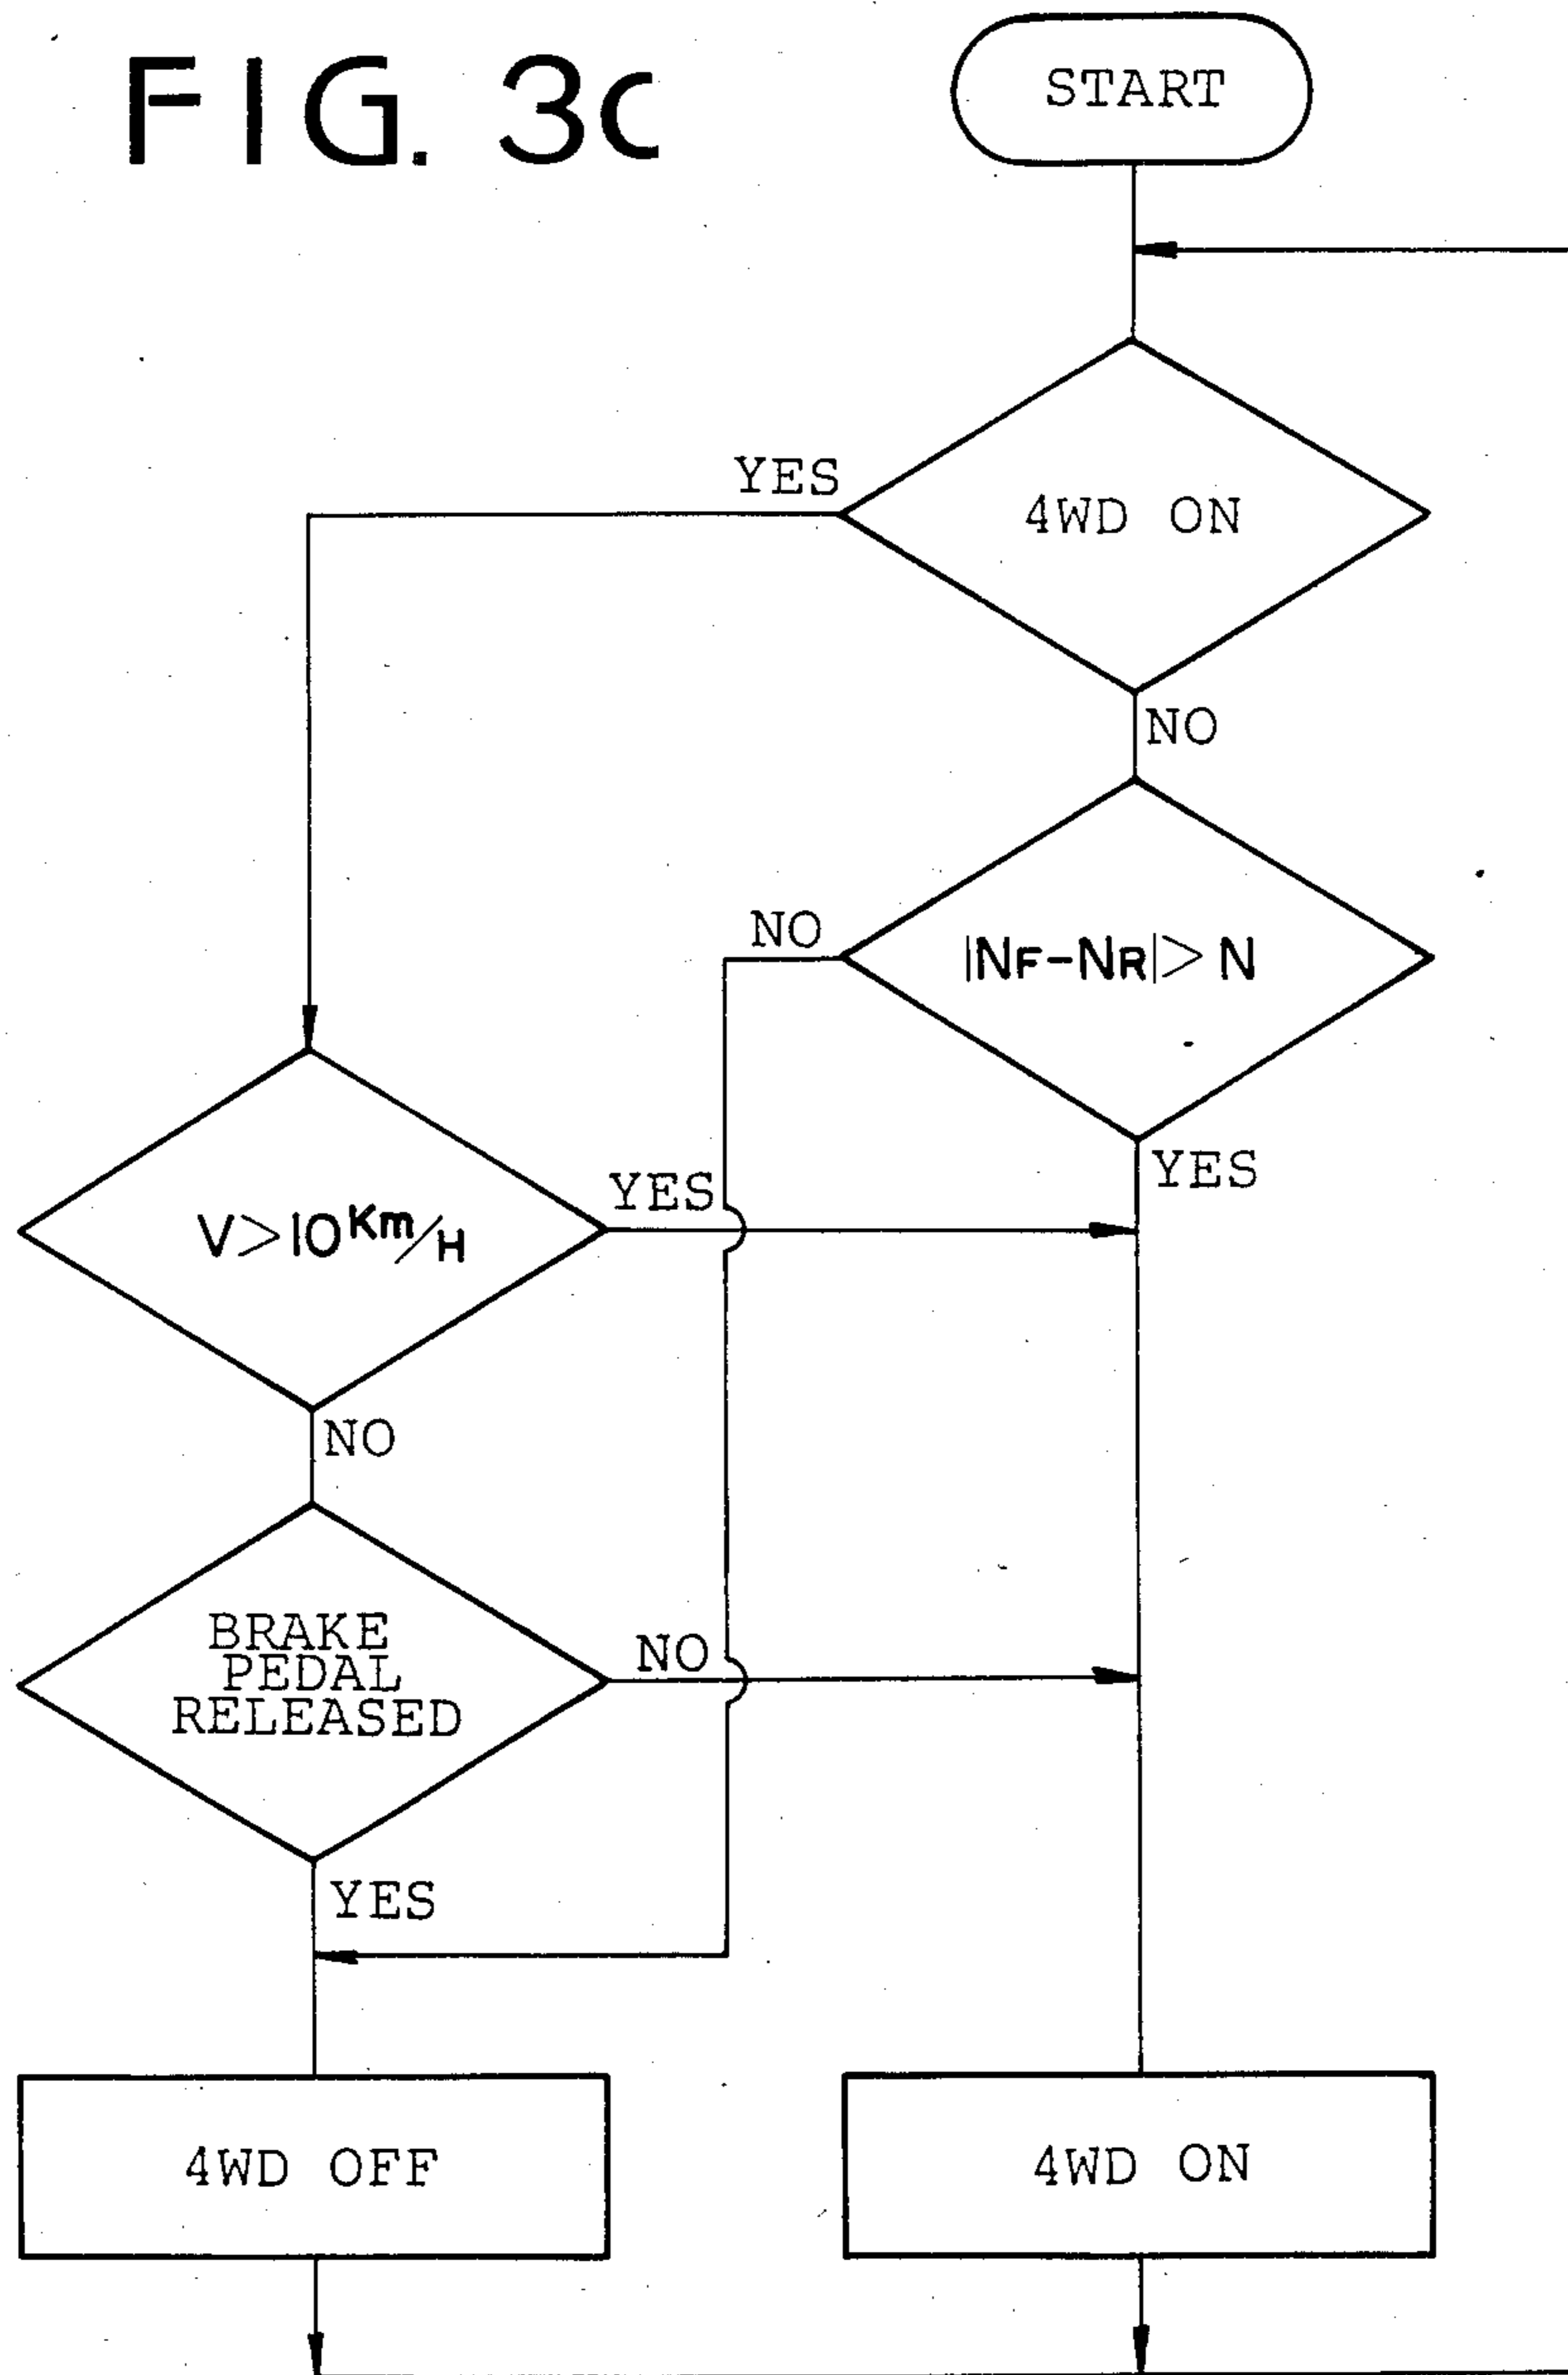 FIG. 3c
START
YES
4WD ON
NO
NO
|NF-NR|> N
YES
YES
V>10Km/H
NO
BRAKE
PEDAL
RELEASED
NO
YES
4WD OFF
4WD ON